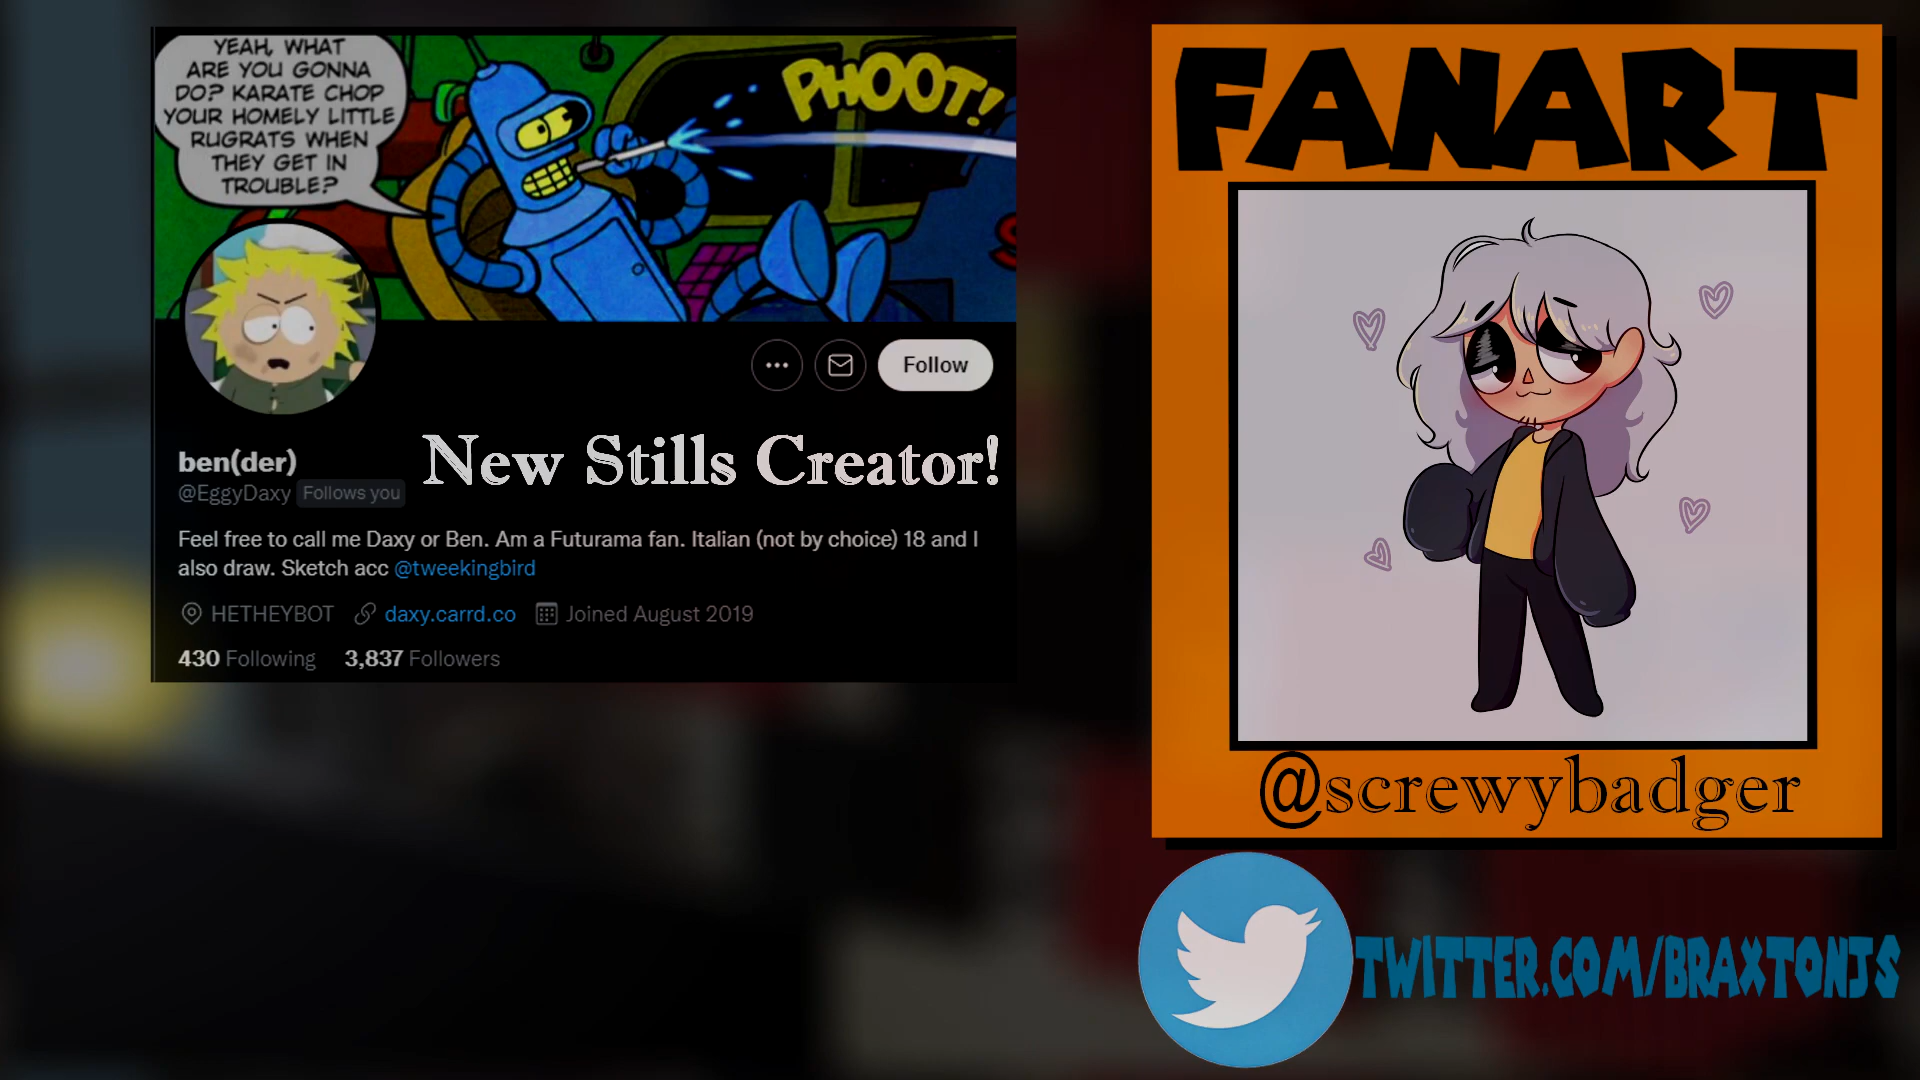 YEAH, WHAT
ARE YOU GONNA
DO? KARATE CHOP
YOUR HOMELY LITTLE
RUGRATS WHEN
THEY GET IN
TROUBLE?
PHOOT!
Follow
New Stills Creator!
ben(der)
@EggyDaxy Follows you
Feel free to call me Daxy or Ben. Am a Futurama fan. Italian (not by choice) 18 and I
also draw. Sketch acc @tweekingbird
HETHEYBOT daxy.carrd.co Joined August 2019
430 Following 3,837 Followers
FANART
@screwybadger
TWITTER.COM/BRAXTONJS